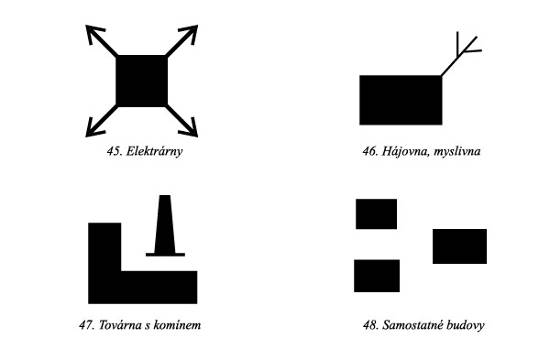 45. Elektrárny
46. Hájovna, myslivna
47. Továrna s komínem
48. Samostatné budovy